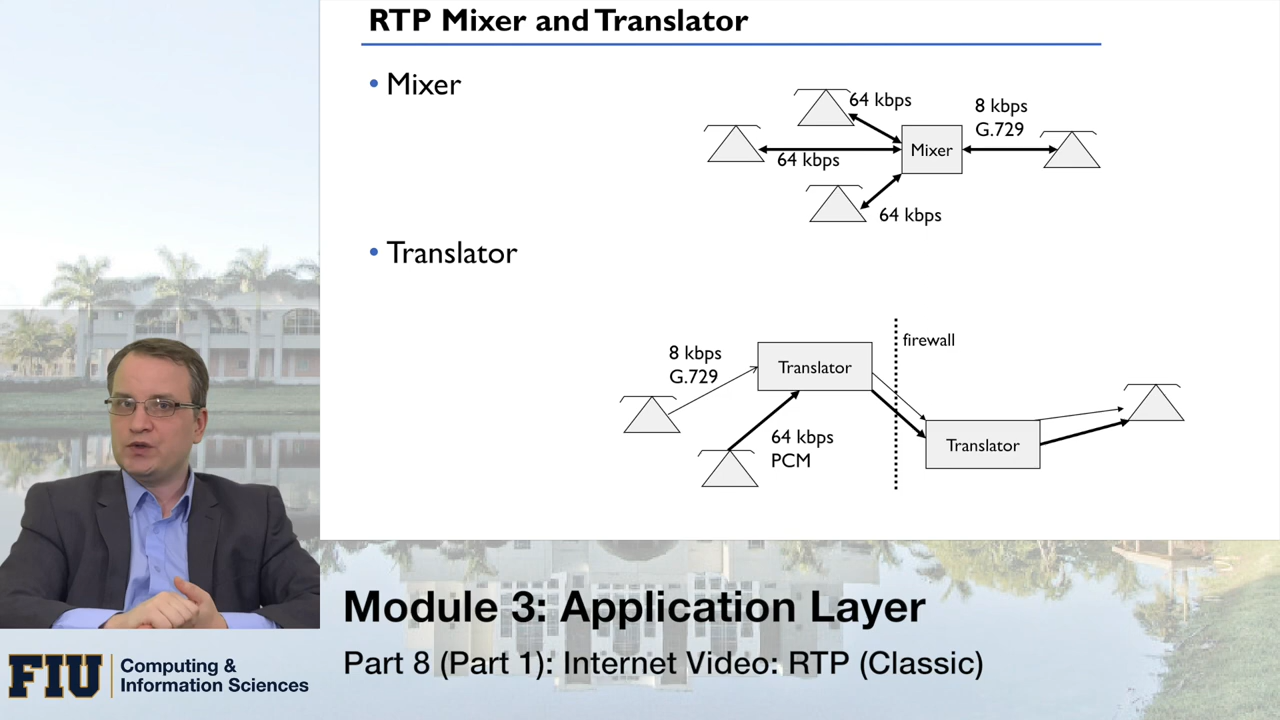 RTP Mixer and Translator
• Mixer
64 kbps
8 kbps
G.729
Mixer
64 kbps
64 kbps
• Translator
firewall
8 kbps
G.729
Translator
64 kbps
PCM
Translator
Module 3: Application Layer
Part 8 (Part 1): Internet Video: RTP (Classic)
FIU
Computing &
Information Sciences